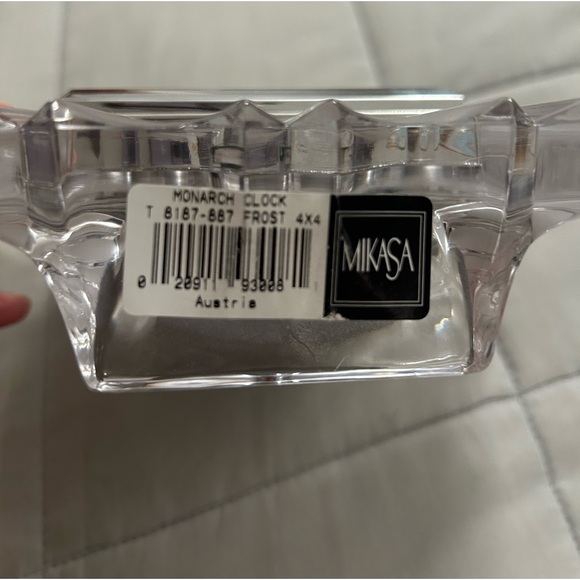 MONARCH CLOCK
T 8187-887 FROST 4X4
0 20911 93008
Austria
MIKASA